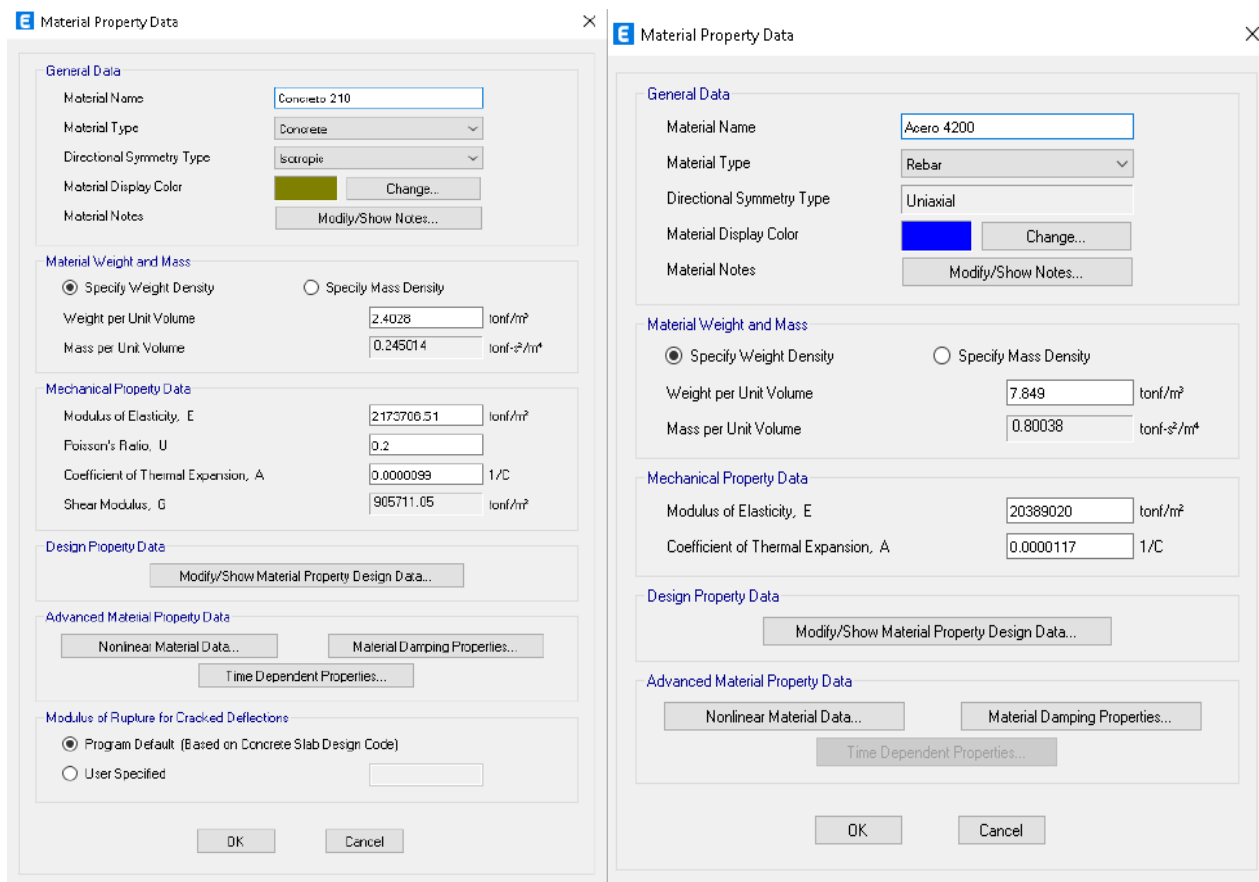 E Material Property Data
General Data
Material Name Concreto 210
Material Type Concrete
Directional Symmetry Type Isotropic
Material Display Color Change...
Material Notes Modify/Show Notes...
Material Weight and Mass
Specify Weight Density Specify Mass Density
Weight per Unit Volume 2.4028 tonf/m³
Mass per Unit Volume 0.245014 tonf-s²/m⁴
Mechanical Property Data
Modulus of Elasticity, E 2173706.51 tonf/m²
Poisson's Ratio, U 0.2
Coefficient of Thermal Expansion, A 0.0000099 1/C
Shear Modulus, G 905711.05 tonf/m²
Design Property Data
Modify/Show Material Property Design Data...
Advanced Material Property Data
Nonlinear Material Data... Material Damping Properties...
Time Dependent Properties...
Modulus of Rupture for Cracked Deflections
Program Default (Based on Concrete Slab Design Code)
User Specified
OK Cancel
E Material Property Data
General Data
Material Name Acero 4200
Material Type Rebar
Directional Symmetry Type Uniaxial
Material Display Color Change...
Material Notes Modify/Show Notes...
Material Weight and Mass
Specify Weight Density Specify Mass Density
Weight per Unit Volume 7.849 tonf/m³
Mass per Unit Volume 0.80038 tonf-s²/m⁴
Mechanical Property Data
Modulus of Elasticity, E 20389020 tonf/m²
Coefficient of Thermal Expansion, A 0.0000117 1/C
Design Property Data
Modify/Show Material Property Design Data...
Advanced Material Property Data
Nonlinear Material Data... Material Damping Properties...
Time Dependent Properties...
OK Cancel